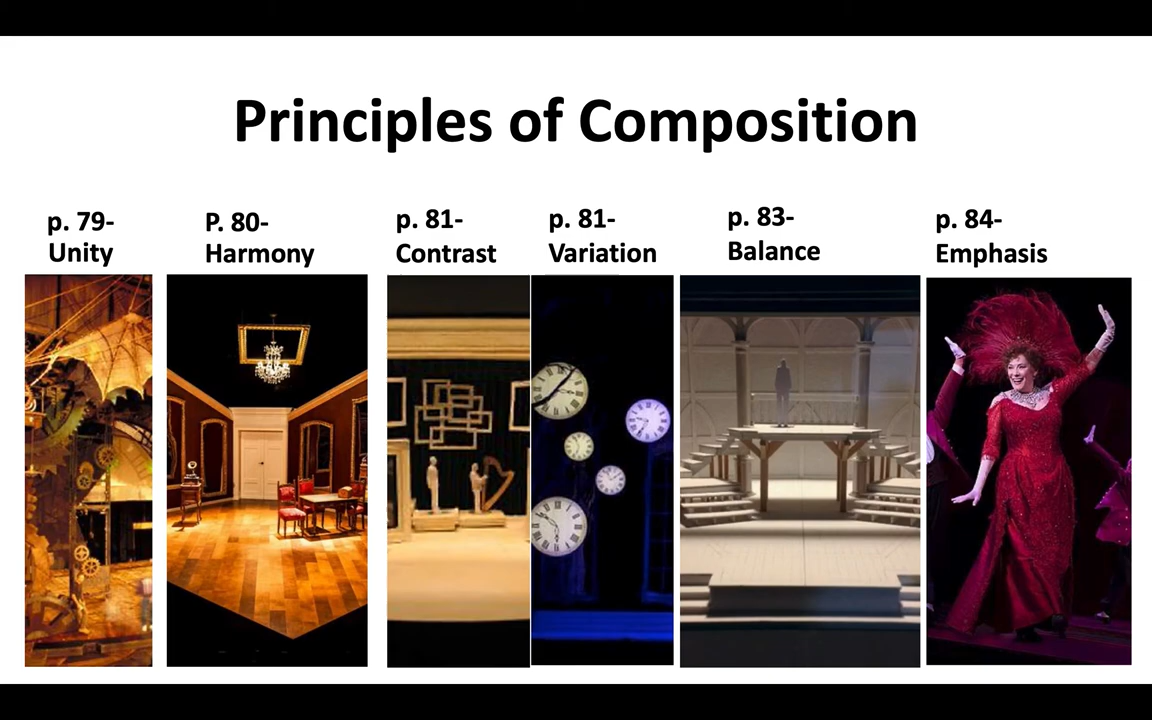 Principles of Composition
p. 79-
Unity
P. 80-
Harmony
p. 81-
Contrast
p. 81-
Variation
p. 83-
Balance
p. 84-
Emphasis